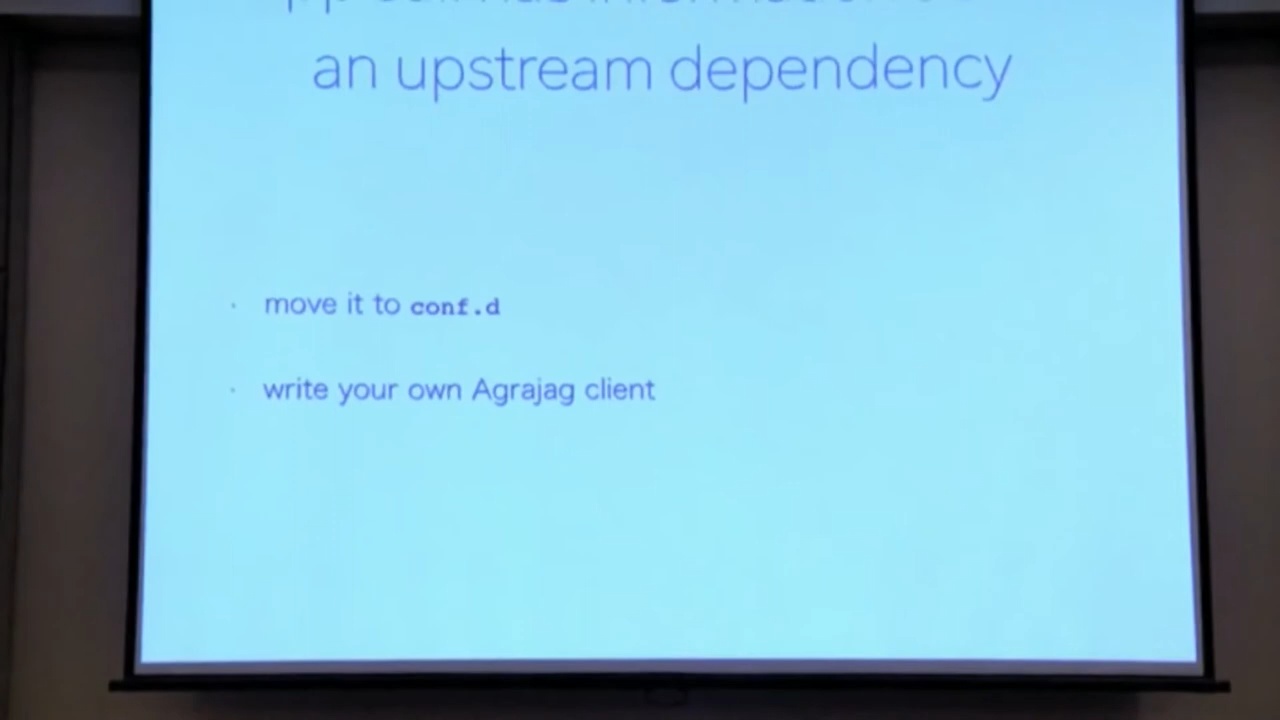 an upstream dependency
· move it to conf.d
· write your own Agrajag client